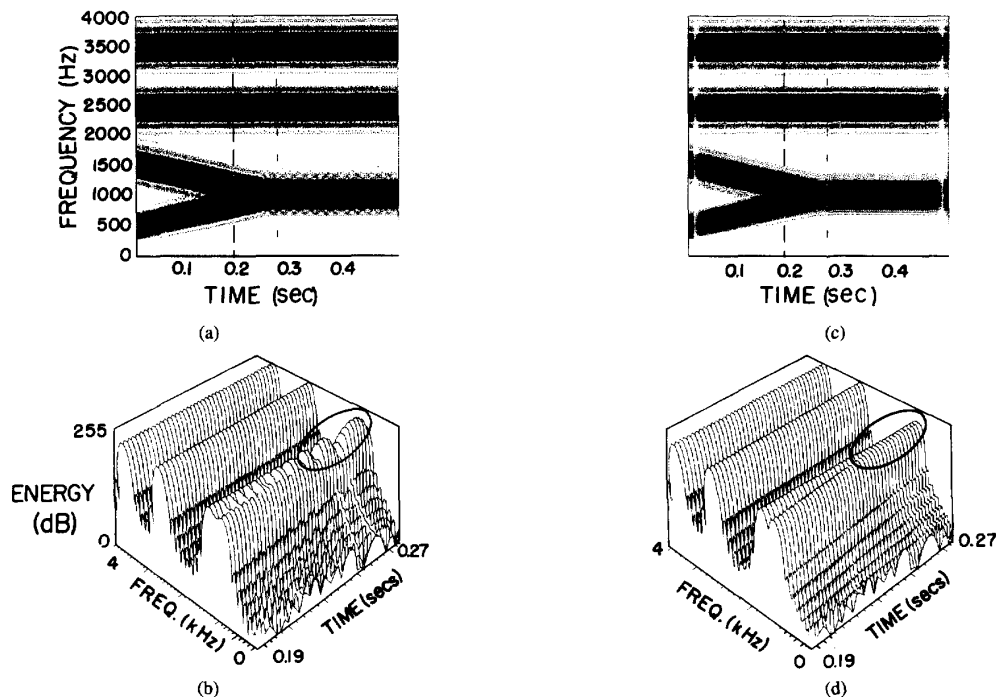 4000
3500
3000
2500
2000
1500
1000
500
0
FREQUENCY (Hz)
0.1 0.2 0.3 0.4
TIME (sec)
(a)
0.1 0.2 0.3 0.4
TIME (sec)
(c)
255
ENERGY
(dB)
0
4
FREQ. (kHz)
0
0.19
TIME (secs)
0.27
(b)
4
FREQ. (kHz)
0
0.19
TIME (secs)
0.27
(d)